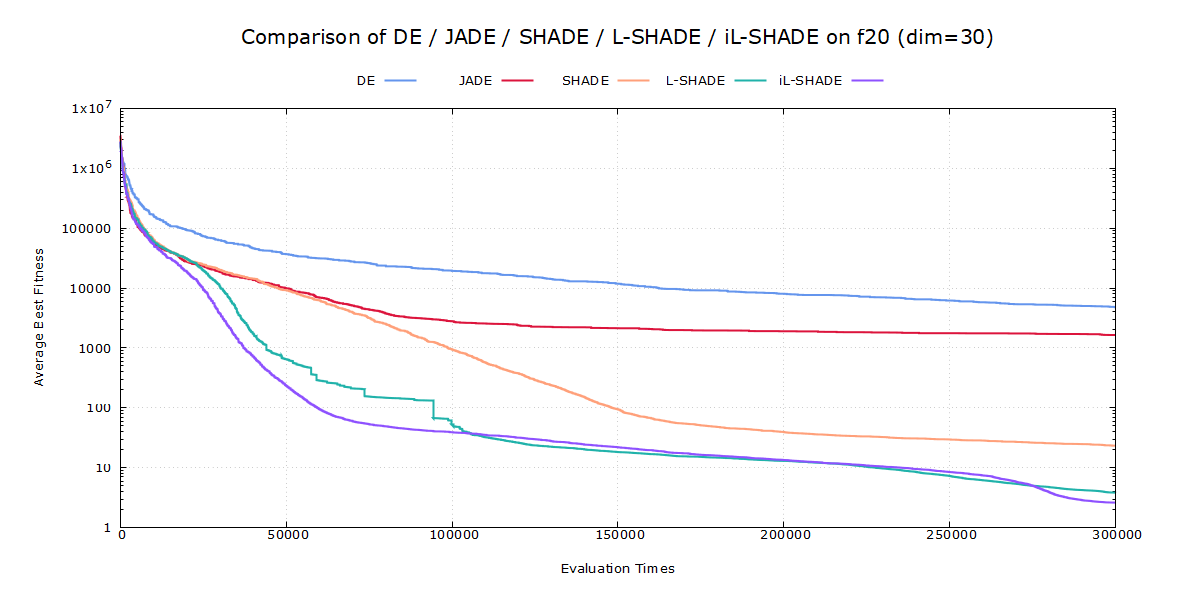 Comparison of DE / JADE / SHADE / L-SHADE / iL-SHADE on f20 (dim=30)
DE JADE SHADE L-SHADE iL-SHADE
1x10^7
1x10^6
100000
10000
1000
100
10
1
Average Best Fitness
0 50000 100000 150000 200000 250000 300000
Evaluation Times